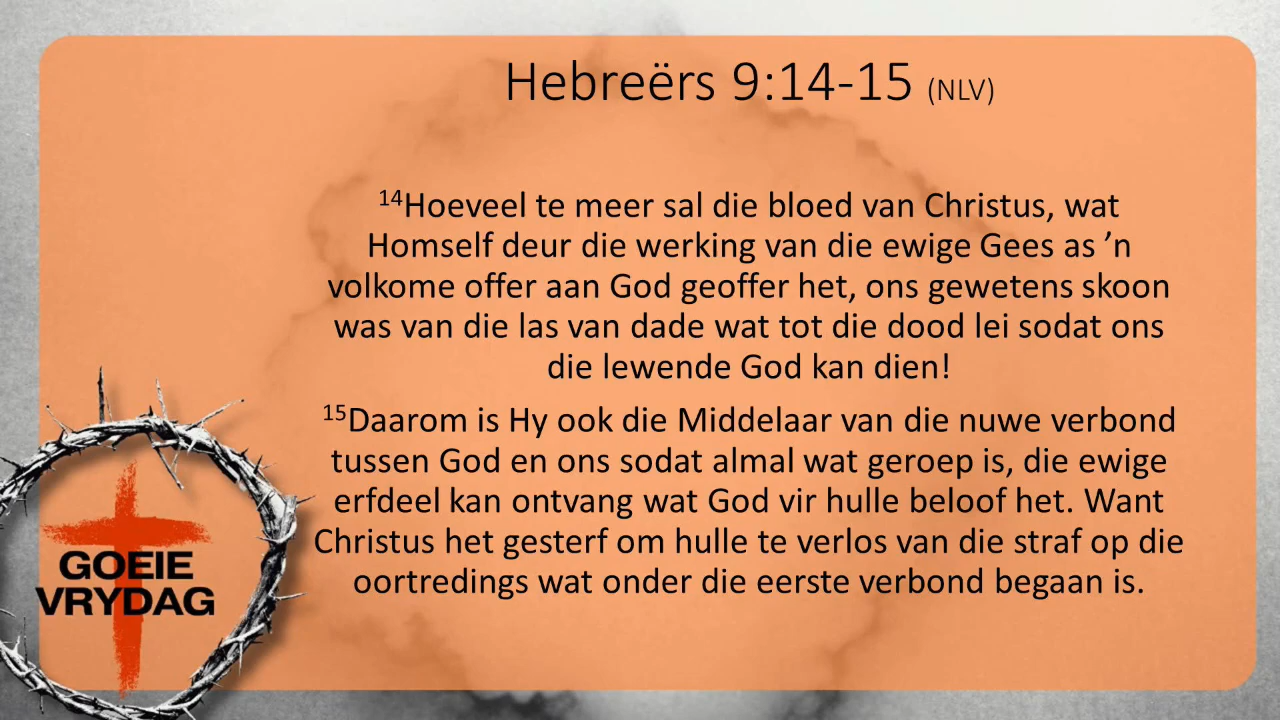 Hebreërs 9:14-15 (NLV)
14Hoeveel te meer sal die bloed van Christus, wat
Homself deur die werking van die ewige Gees as ’n
volkome offer aan God geoffer het, ons gewetens skoon
was van die las van dade wat tot die dood lei sodat ons
die lewende God kan dien!
15Daarom is Hy ook die Middelaar van die nuwe verbond
tussen God en ons sodat almal wat geroep is, die ewige
erfdeel kan ontvang wat God vir hulle beloof het. Want
Christus het gesterf om hulle te verlos van die straf op die
oortredings wat onder die eerste verbond begaan is.
GOEIE
VRYDAG